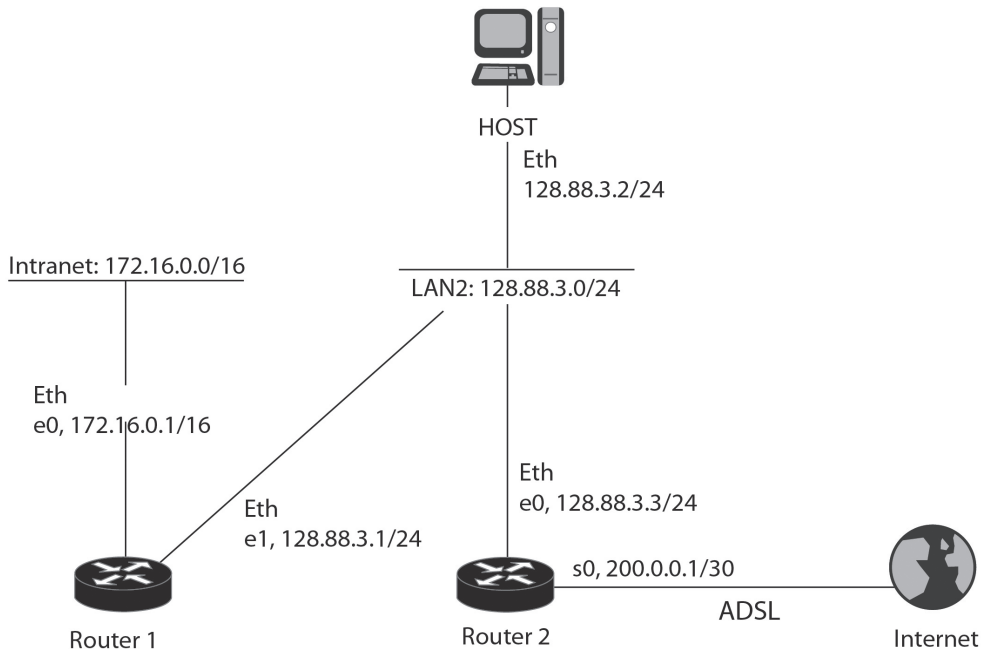 HOST
Eth
128.88.3.2/24
Intranet: 172.16.0.0/16
LAN2: 128.88.3.0/24
Eth
e0, 172.16.0.1/16
Eth
e1, 128.88.3.1/24
Eth
e0, 128.88.3.3/24
s0, 200.0.0.1/30
ADSL
Router 1
Router 2
Internet